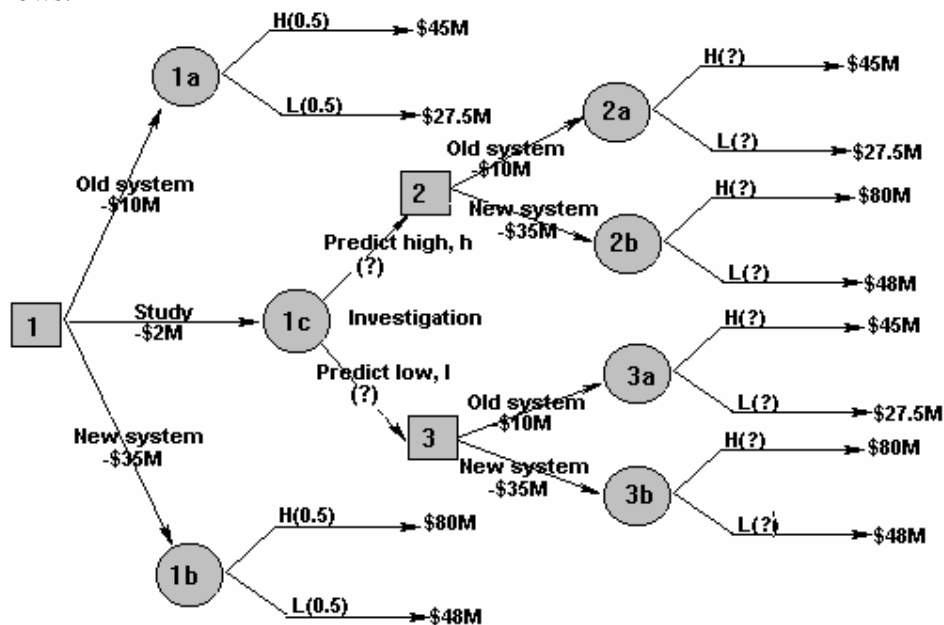 H(0.5)
$45M
1a
L(0.5)
$27.5M
Old system
-$10M
H(?)
$45M
2a
L(?)
$27.5M
Old system
-$10M
2
New system
-$35M
H(?)
$80M
2b
L(?)
$48M
Predict high, h
(?)
1
Study
-$2M
1c
Investigation
Predict low, l
(?)
H(?)
$45M
3a
L(?)
$27.5M
Old system
$10M
3
New system
-$35M
H(?)
$80M
3b
L(?)
$48M
New system
-$35M
H(0.5)
$80M
1b
L(0.5)
$48M